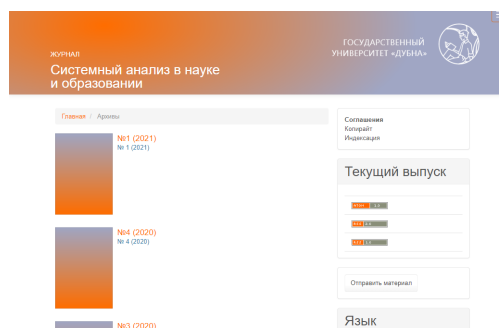 ЖУРНАЛ
Системный анализ в науке
и образовании
ГОСУДАРСТВЕННЫЙ
УНИВЕРСИТЕТ «ДУБНА»
Главная / Архивы
№1 (2021)
№ 1 (2021)
№4 (2020)
№ 4 (2020)
№3 (2020)
Соглашения
Копирайт
Индексация
Текущий выпуск
Отправить материал
Язык